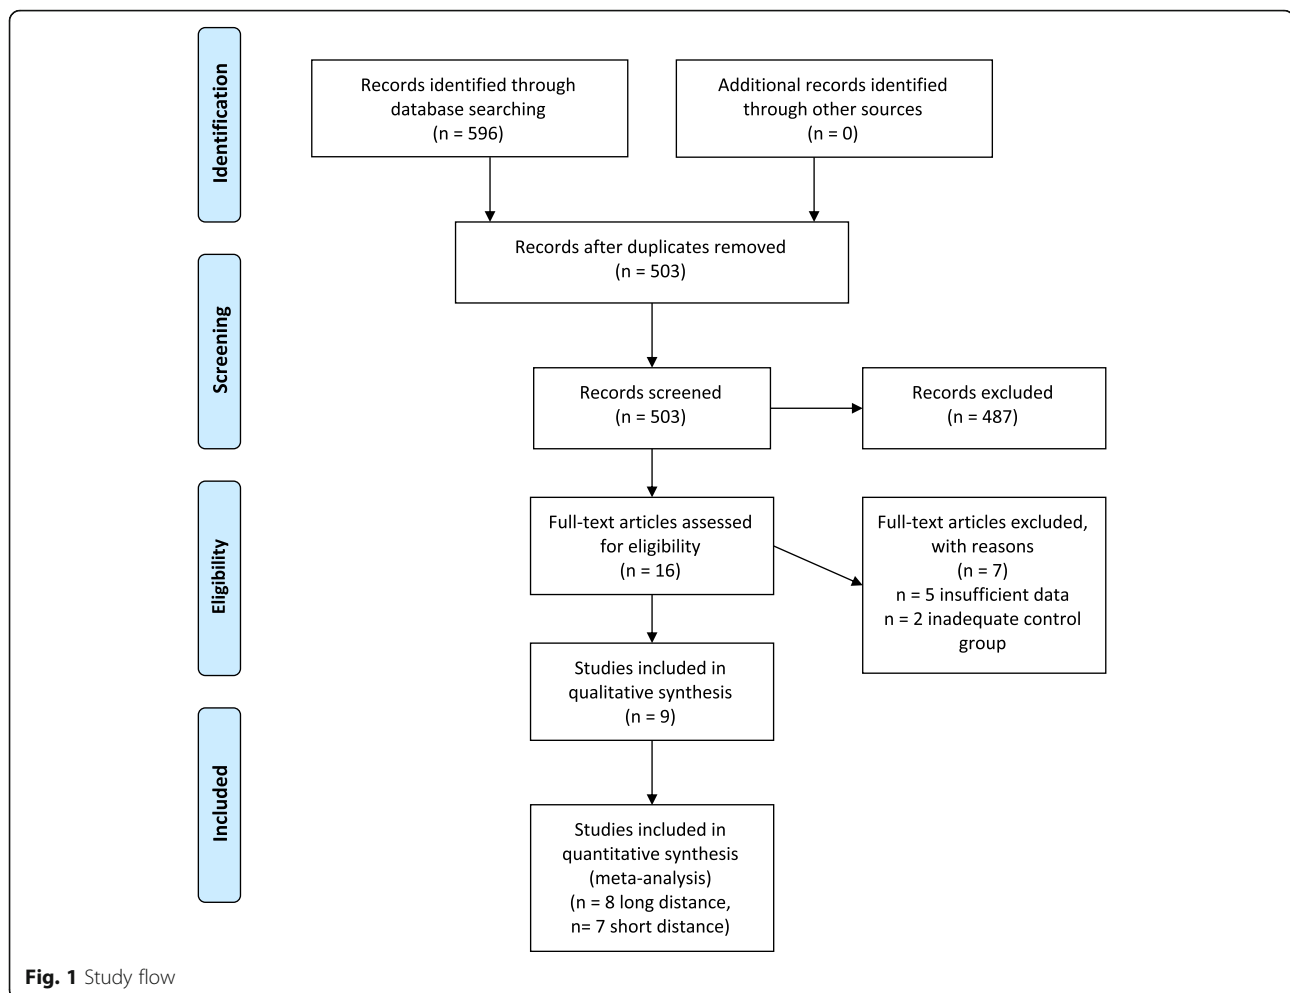 Identification
Records identified through
database searching
(n = 596)
Additional records identified
through other sources
(n = 0)
Records after duplicates removed
(n = 503)
Screening
Records screened
(n = 503)
Records excluded
(n = 487)
Eligibility
Full-text articles assessed
for eligibility
(n = 16)
Full-text articles excluded,
with reasons
(n = 7)
n = 5 insufficient data
n = 2 inadequate control
group
Studies included in
qualitative synthesis
(n = 9)
Included
Studies included in
quantitative synthesis
(meta-analysis)
(n = 8 long distance,
n= 7 short distance)
Fig. 1 Study flow